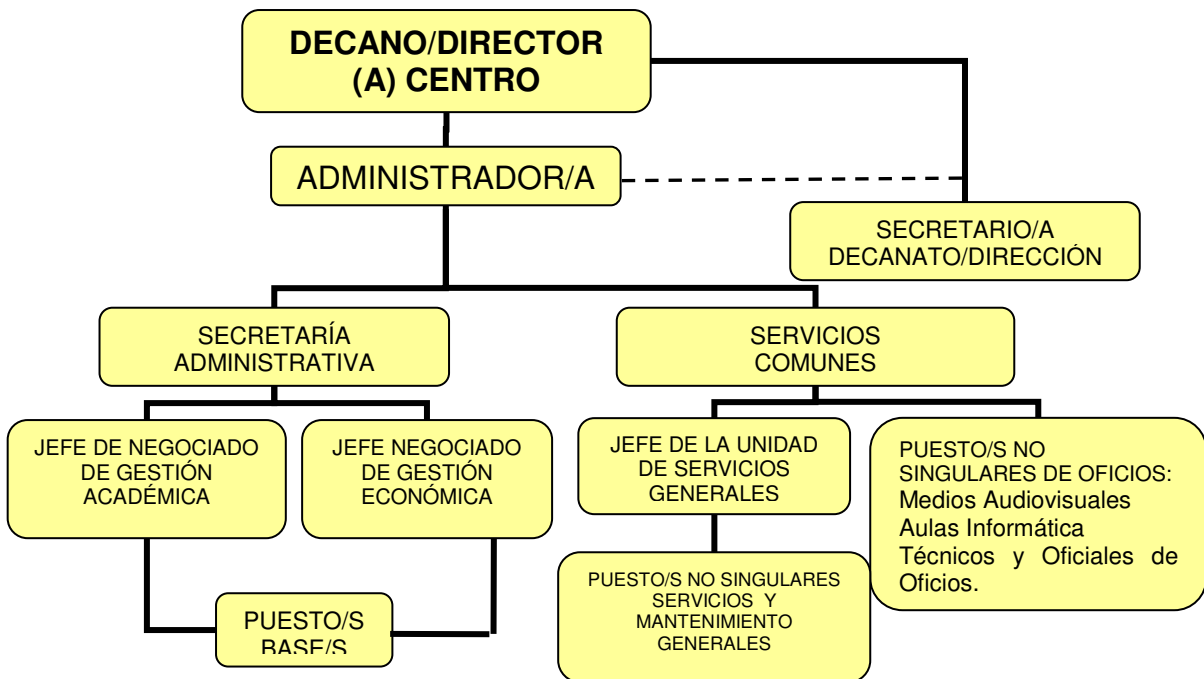 DECANO/DIRECTOR
(A) CENTRO
ADMINISTRADOR/A
SECRETARIO/A
DECANATO/DIRECCIÓN
SECRETARÍA
ADMINISTRATIVA
SERVICIOS
COMUNES
JEFE DE NEGOCIADO
DE GESTIÓN
ACADÉMICA
JEFE NEGOCIADO
DE GESTIÓN
ECONÓMICA
JEFE DE LA UNIDAD
DE SERVICIOS
GENERALES
PUESTO/S NO
SINGULARES DE OFICIOS:
Medios Audiovisuales
Aulas Informática
Técnicos y Oficiales de
Oficios.
PUESTO/S NO SINGULARES
SERVICIOS Y
MANTENIMIENTO
GENERALES
PUESTO/S
BASE/S